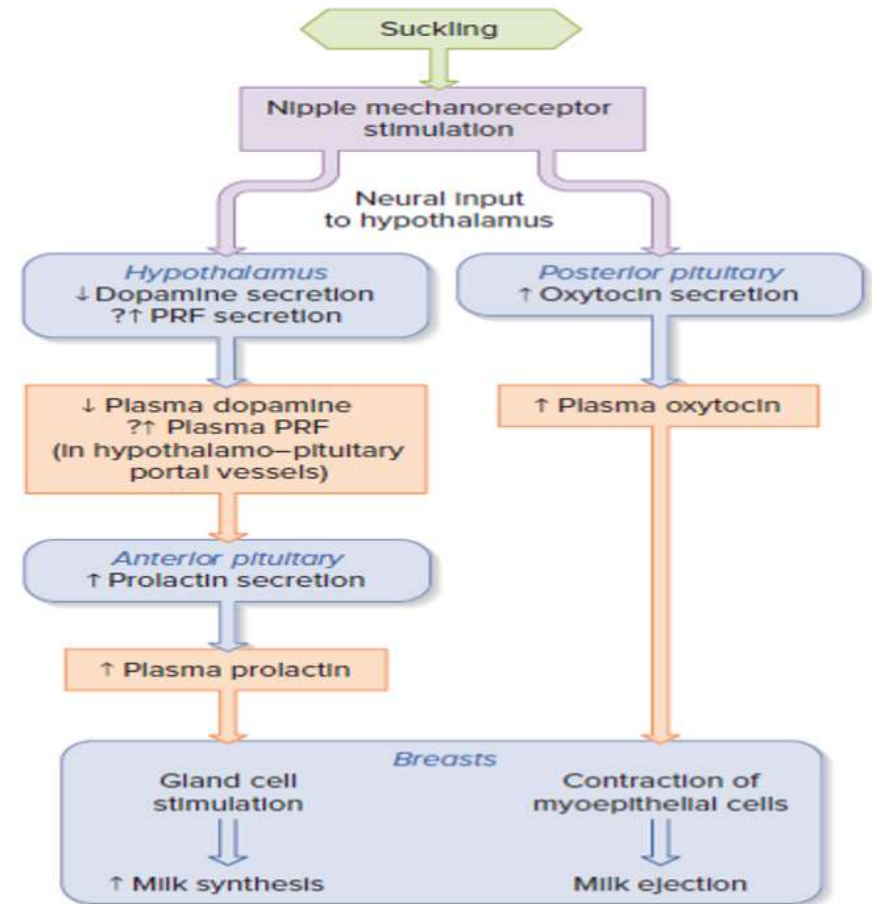 Suckling
Nipple mechanoreceptor
stimulation
Neural input
to hypothalamus
Hypothalamus
↓ Dopamine secretion
?↑ PRF secretion
Posterior pituitary
↑ Oxytocin secretion
↓ Plasma dopamine
?↑ Plasma PRF
(in hypothalamo–pituitary
portal vessels)
↑ Plasma oxytocin
Anterior pituitary
↑ Prolactin secretion
↑ Plasma prolactin
Breasts
Gland cell
stimulation
↑ Milk synthesis
Contraction of
myoepithelial cells
Milk ejection